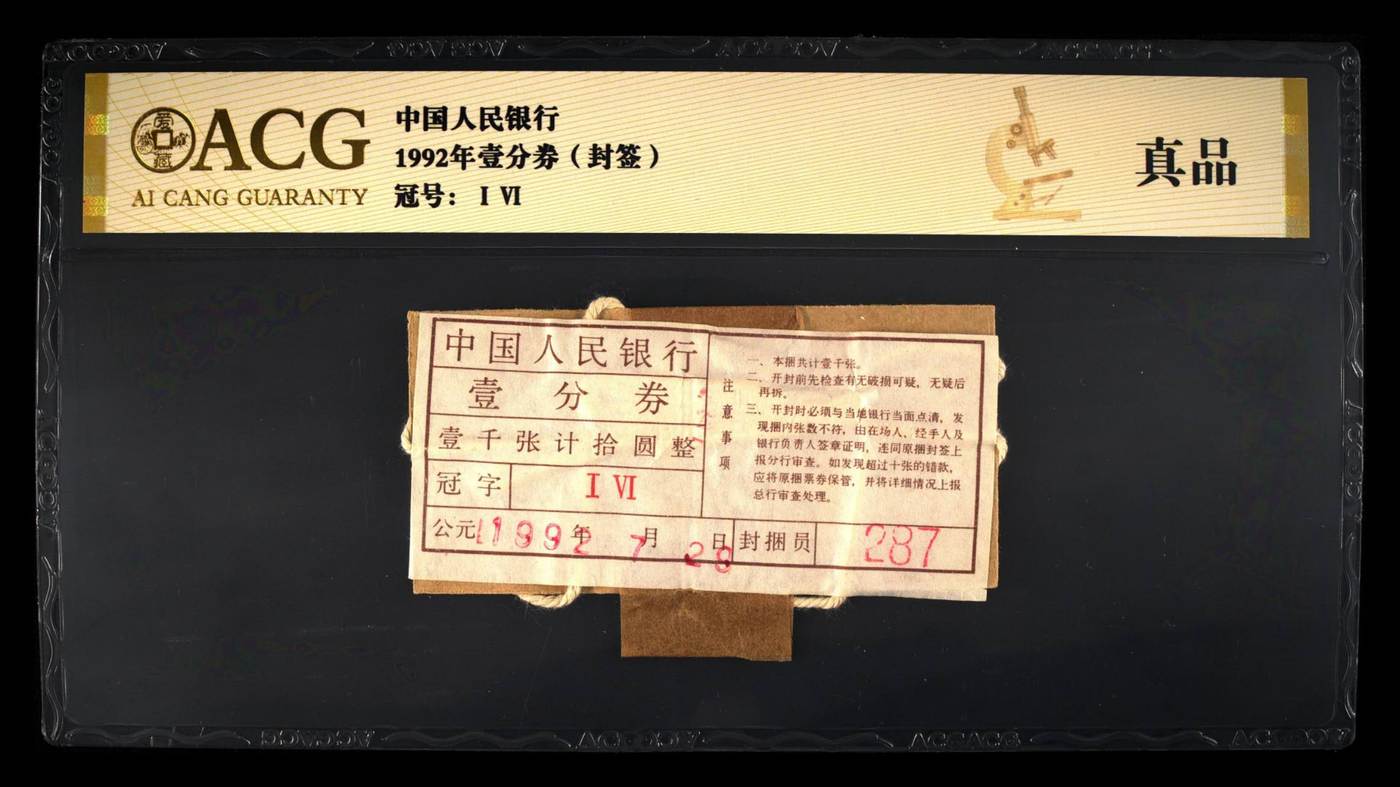 ACG
AI CANG GUARANTY
中国人民银行
1992年壹分券（封签）
冠号： I VI
真品
中国人民银行
壹分券
壹千张计拾圆整
冠字 I VI
公元1992年7月28日 封捆员 287
注意事项
一、本捆共计壹千张。
二、开封前先检查有无破损可疑，无疑后
再拆。
三、开封时必须与当地银行当面点清，发
现捆内张数不符，由在场人、经手人及
银行负责人签章证明，连同原捆封签上
报分行审查。如发现超过十张的错款，
应将原捆票券保管，并将详细情况上报
总行审查处理。